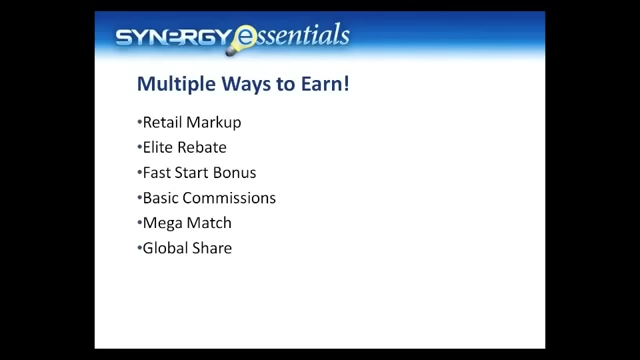 SYNERGY essentials
Multiple Ways to Earn!
•Retail Markup
•Elite Rebate
•Fast Start Bonus
•Basic Commissions
•Mega Match
•Global Share